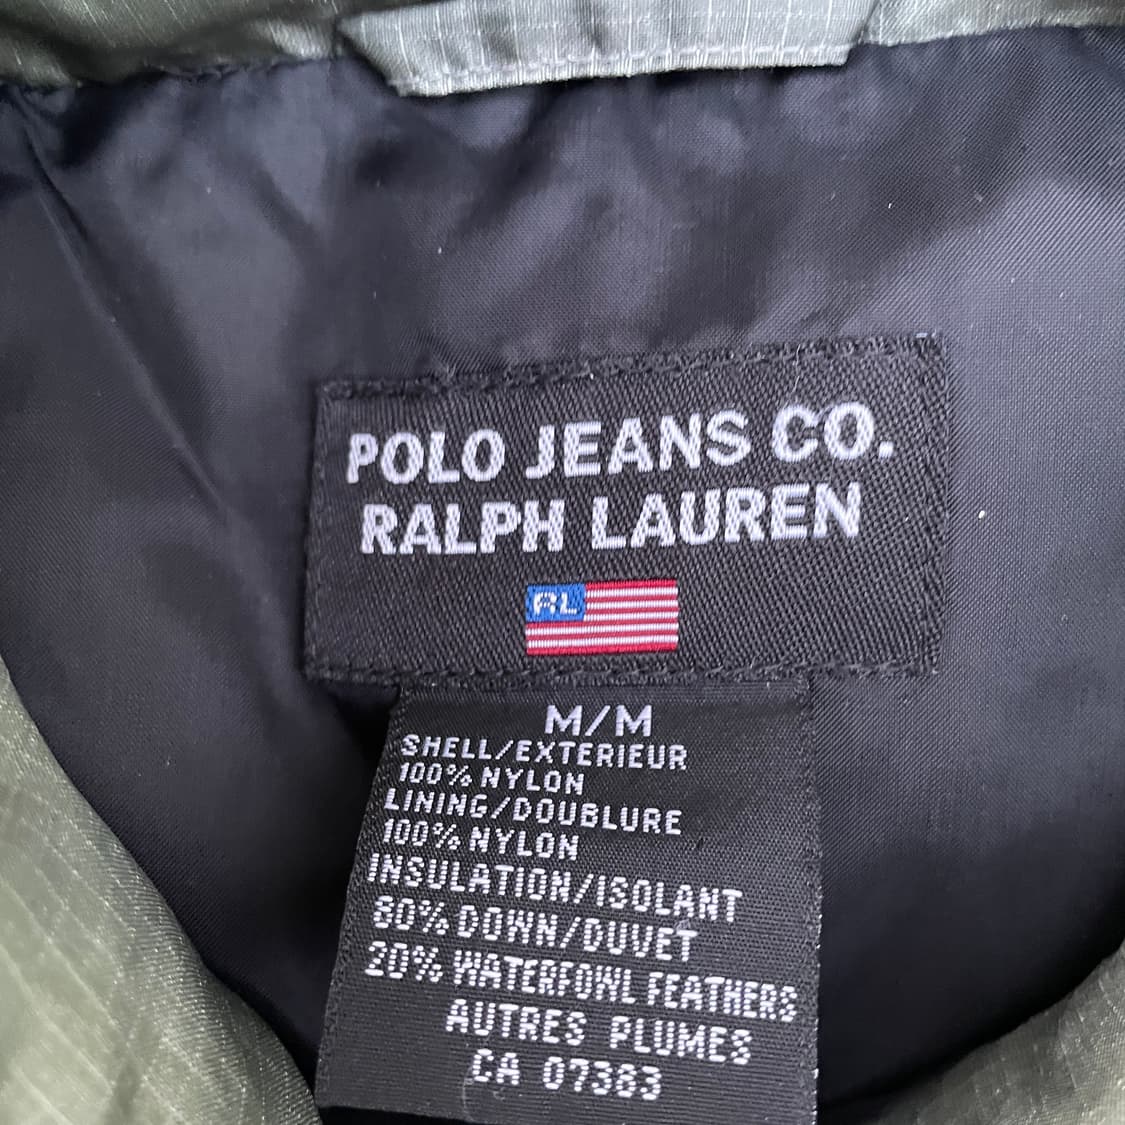 POLO JEANS CO.
RALPH LAUREN
RL
M/M
SHELL/EXTERIEUR
100% NYLON
LINING/DOUBLURE
100% NYLON
INSULATION/ISOLANT
80% DOWN/DUVET
20% WATERFOWL FEATHERS
AUTRES PLUMES
CA 07383